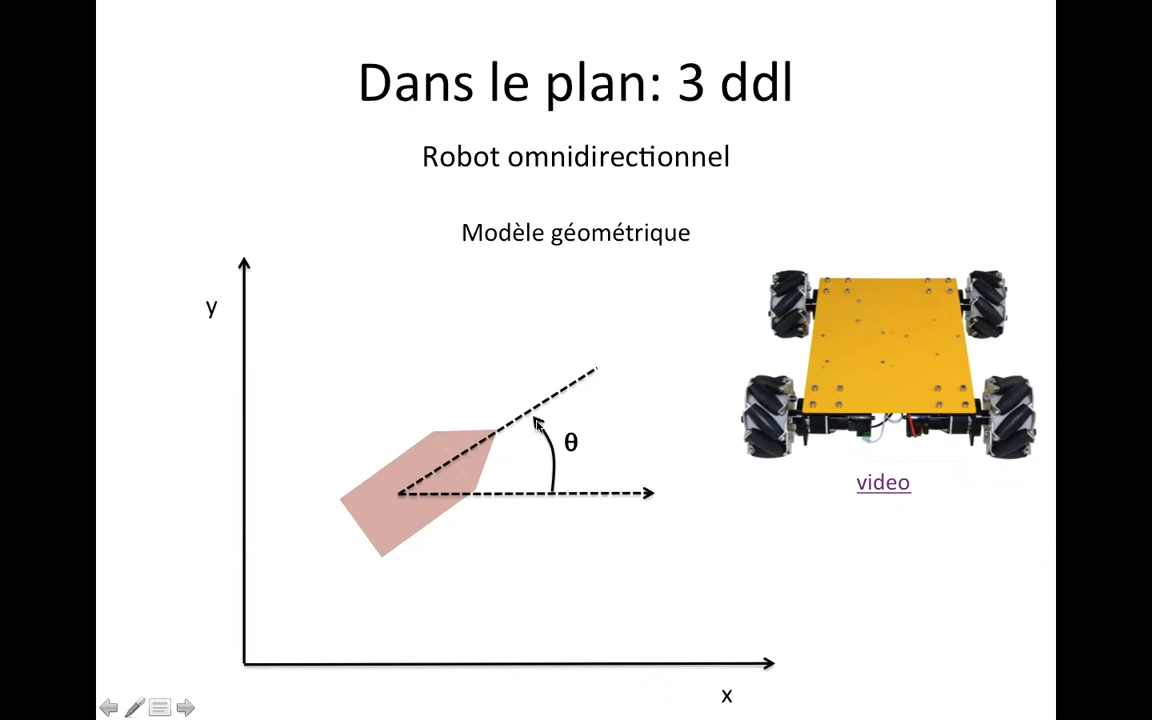 Dans le plan: 3 ddl
Robot omnidirectionnel
Modèle géométrique
y
θ
video
x